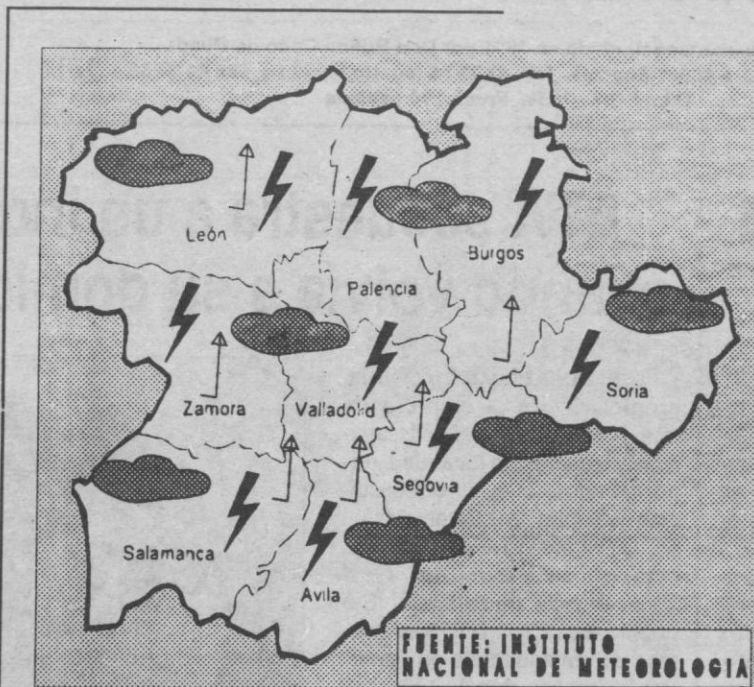 León
Burgos
Palencia
Soria
Zamora
Valladolid
Segovia
Salamanca
Avila
FUENTE: INSTITUTO
NACIONAL DE METEOROLOGIA